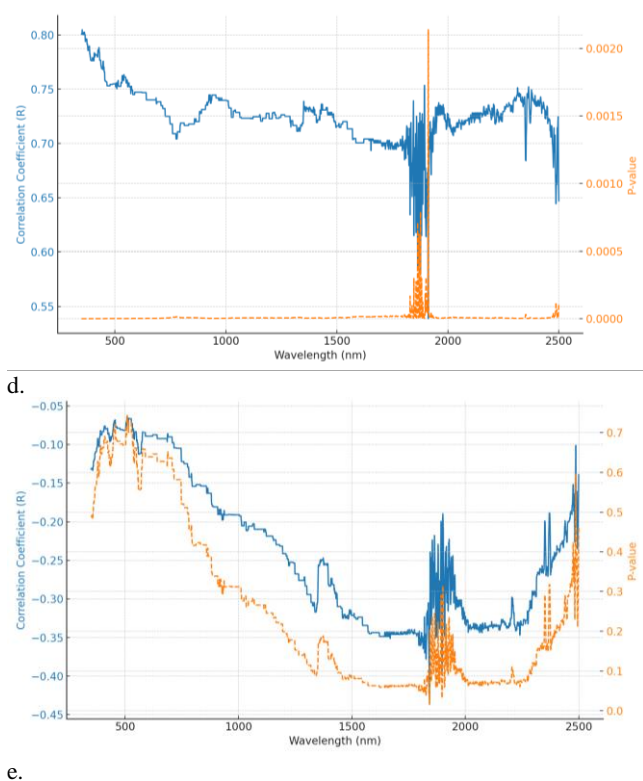 0.80
0.75
0.70
0.65
0.60
0.55
Correlation Coefficient (R)
0.0020
0.0015
0.0010
0.0005
0.0000
P-value
500 1000 1500 2000 2500
Wavelength (nm)
d.
−0.05
−0.10
−0.15
−0.20
−0.25
−0.30
−0.35
−0.40
−0.45
Correlation Coefficient (R)
0.7
0.6
0.5
0.4
0.3
0.2
0.1
0.0
P-value
500 1000 1500 2000 2500
Wavelength (nm)
e.